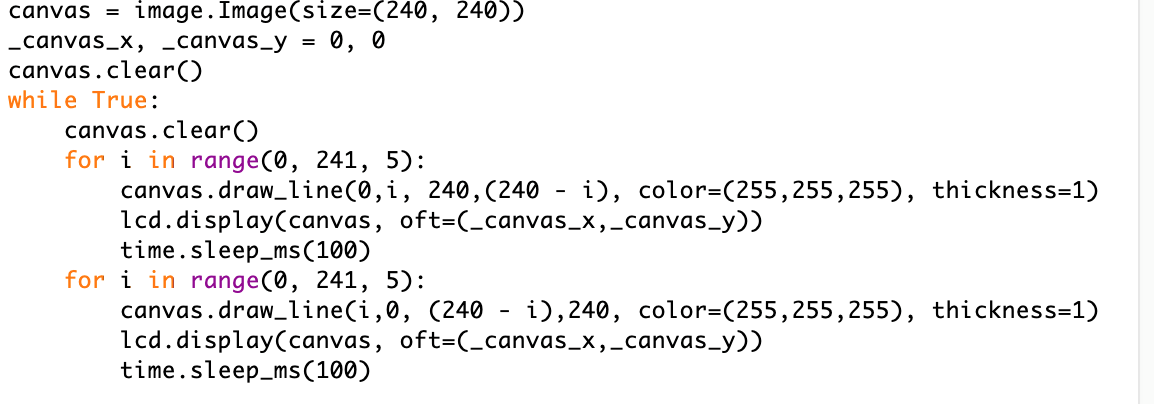 canvas = image.Image(size=(240, 240))
_canvas_x, _canvas_y = 0, 0
canvas.clear()
while True:
    canvas.clear()
    for i in range(0, 241, 5):
        canvas.draw_line(0,i, 240,(240 - i), color=(255,255,255), thickness=1)
        lcd.display(canvas, oft=(_canvas_x,_canvas_y))
        time.sleep_ms(100)
    for i in range(0, 241, 5):
        canvas.draw_line(i,0, (240 - i),240, color=(255,255,255), thickness=1)
        lcd.display(canvas, oft=(_canvas_x,_canvas_y))
        time.sleep_ms(100)